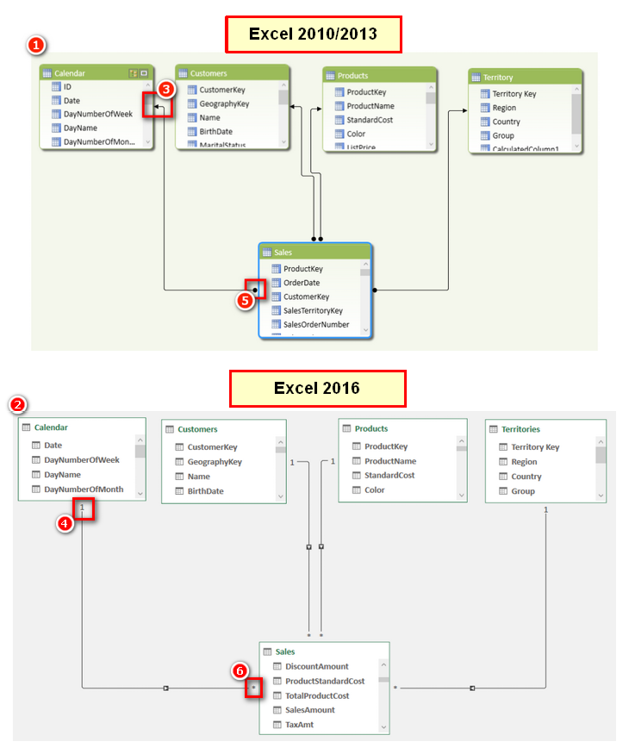 Excel 2010/2013
1
Calendar
ID
Date
DayNumberOfWeek
DayName
DayNumberOfMon...
3
Customers
CustomerKey
GeographyKey
Name
BirthDate
MaritalStatus
Products
ProductKey
ProductName
StandardCost
Color
ListPrice
Territory
Territory Key
Region
Country
Group
CalculatedColumn1
5
Sales
ProductKey
OrderDate
CustomerKey
SalesTerritoryKey
SalesOrderNumber
Excel 2016
2
Calendar
Date
DayNumberOfWeek
DayName
DayNumberOfMonth
4
1
Customers
CustomerKey
GeographyKey
Name
BirthDate
1
1
Products
ProductKey
ProductName
StandardCost
Color
Territories
Territory Key
Region
Country
Group
1
* *
6
*
Sales
DiscountAmount
ProductStandardCost
TotalProductCost
SalesAmount
TaxAmt
*